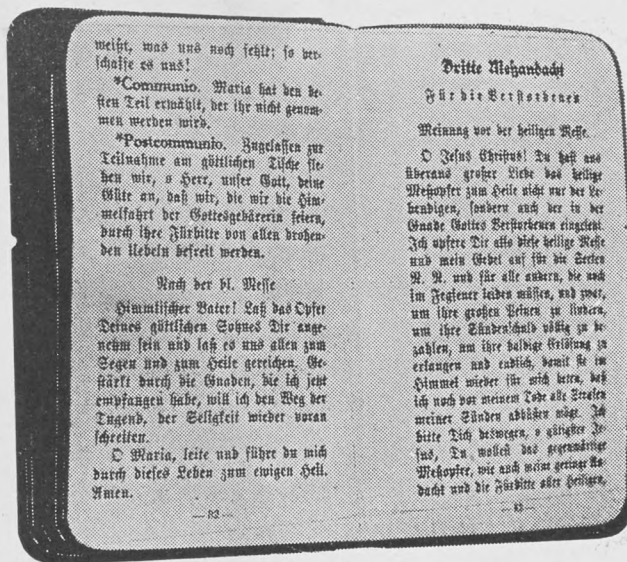 weißt, was uns noch fehlt; so ver-
schaffe es uns!
*Communio. Maria hat den be-
sten Teil erwählt, der ihr nicht genom-
men werden wird.
*Postcommunio. Zugelassen zur
Teilnahme am göttlichen Tische fle-
hen wir, o Herr, unser Gott, deine
Güte an, daß wir, die wir die Him-
melfahrt der Gottesgebärerin feiern,
durch ihre Fürbitte von allen drohen-
den Uebeln befreit werden.
Nach der hl. Messe
Himmlischer Vater! Laß das Opfer
Deines göttlichen Sohnes Dir ange-
nehm sein und laß es uns allen zum
Segen und zum Heile gereichen. Ge-
stärkt durch die Gnaden, die ich jetzt
empfangen habe, will ich den Weg der
Tugend, der Seligkeit wieder voran
schreiten.
O Maria, leite und führe du mich
durch dieses Leben zum ewigen Heil.
Amen.
— 82 —
Dritte Meßandacht
Für die Verstorbenen
Meinung vor der heiligen Messe.
O Jesus Christus! Du hast aus
überaus großer Liebe das heilige
Meßopfer zum Heile nicht nur der Le-
bendigen, sondern auch der in der
Gnade Gottes Verstorbenen eingesetzt.
Ich opfere Dir also diese heilige Messe
und mein Gebet auf für die Seelen
N. N. und für alle andern, die noch
im Fegfeuer leiden müssen, und zwar,
um ihre großen Peinen zu lindern,
um ihre Sündenschuld völlig zu be-
zahlen, um ihre baldige Erlösung zu
erlangen und endlich, damit sie im
Himmel wieder für mich beten, daß
ich noch vor meinem Tode alle Strafen
meiner Sünden abbüßen möge. Ich
bitte Dich deswegen, o gütigster Je-
sus, Du wollest das gegenwärtige
Meßopfer, wie auch meine geringe An-
dacht und die Fürbitte aller Heiligen,
— 83 —